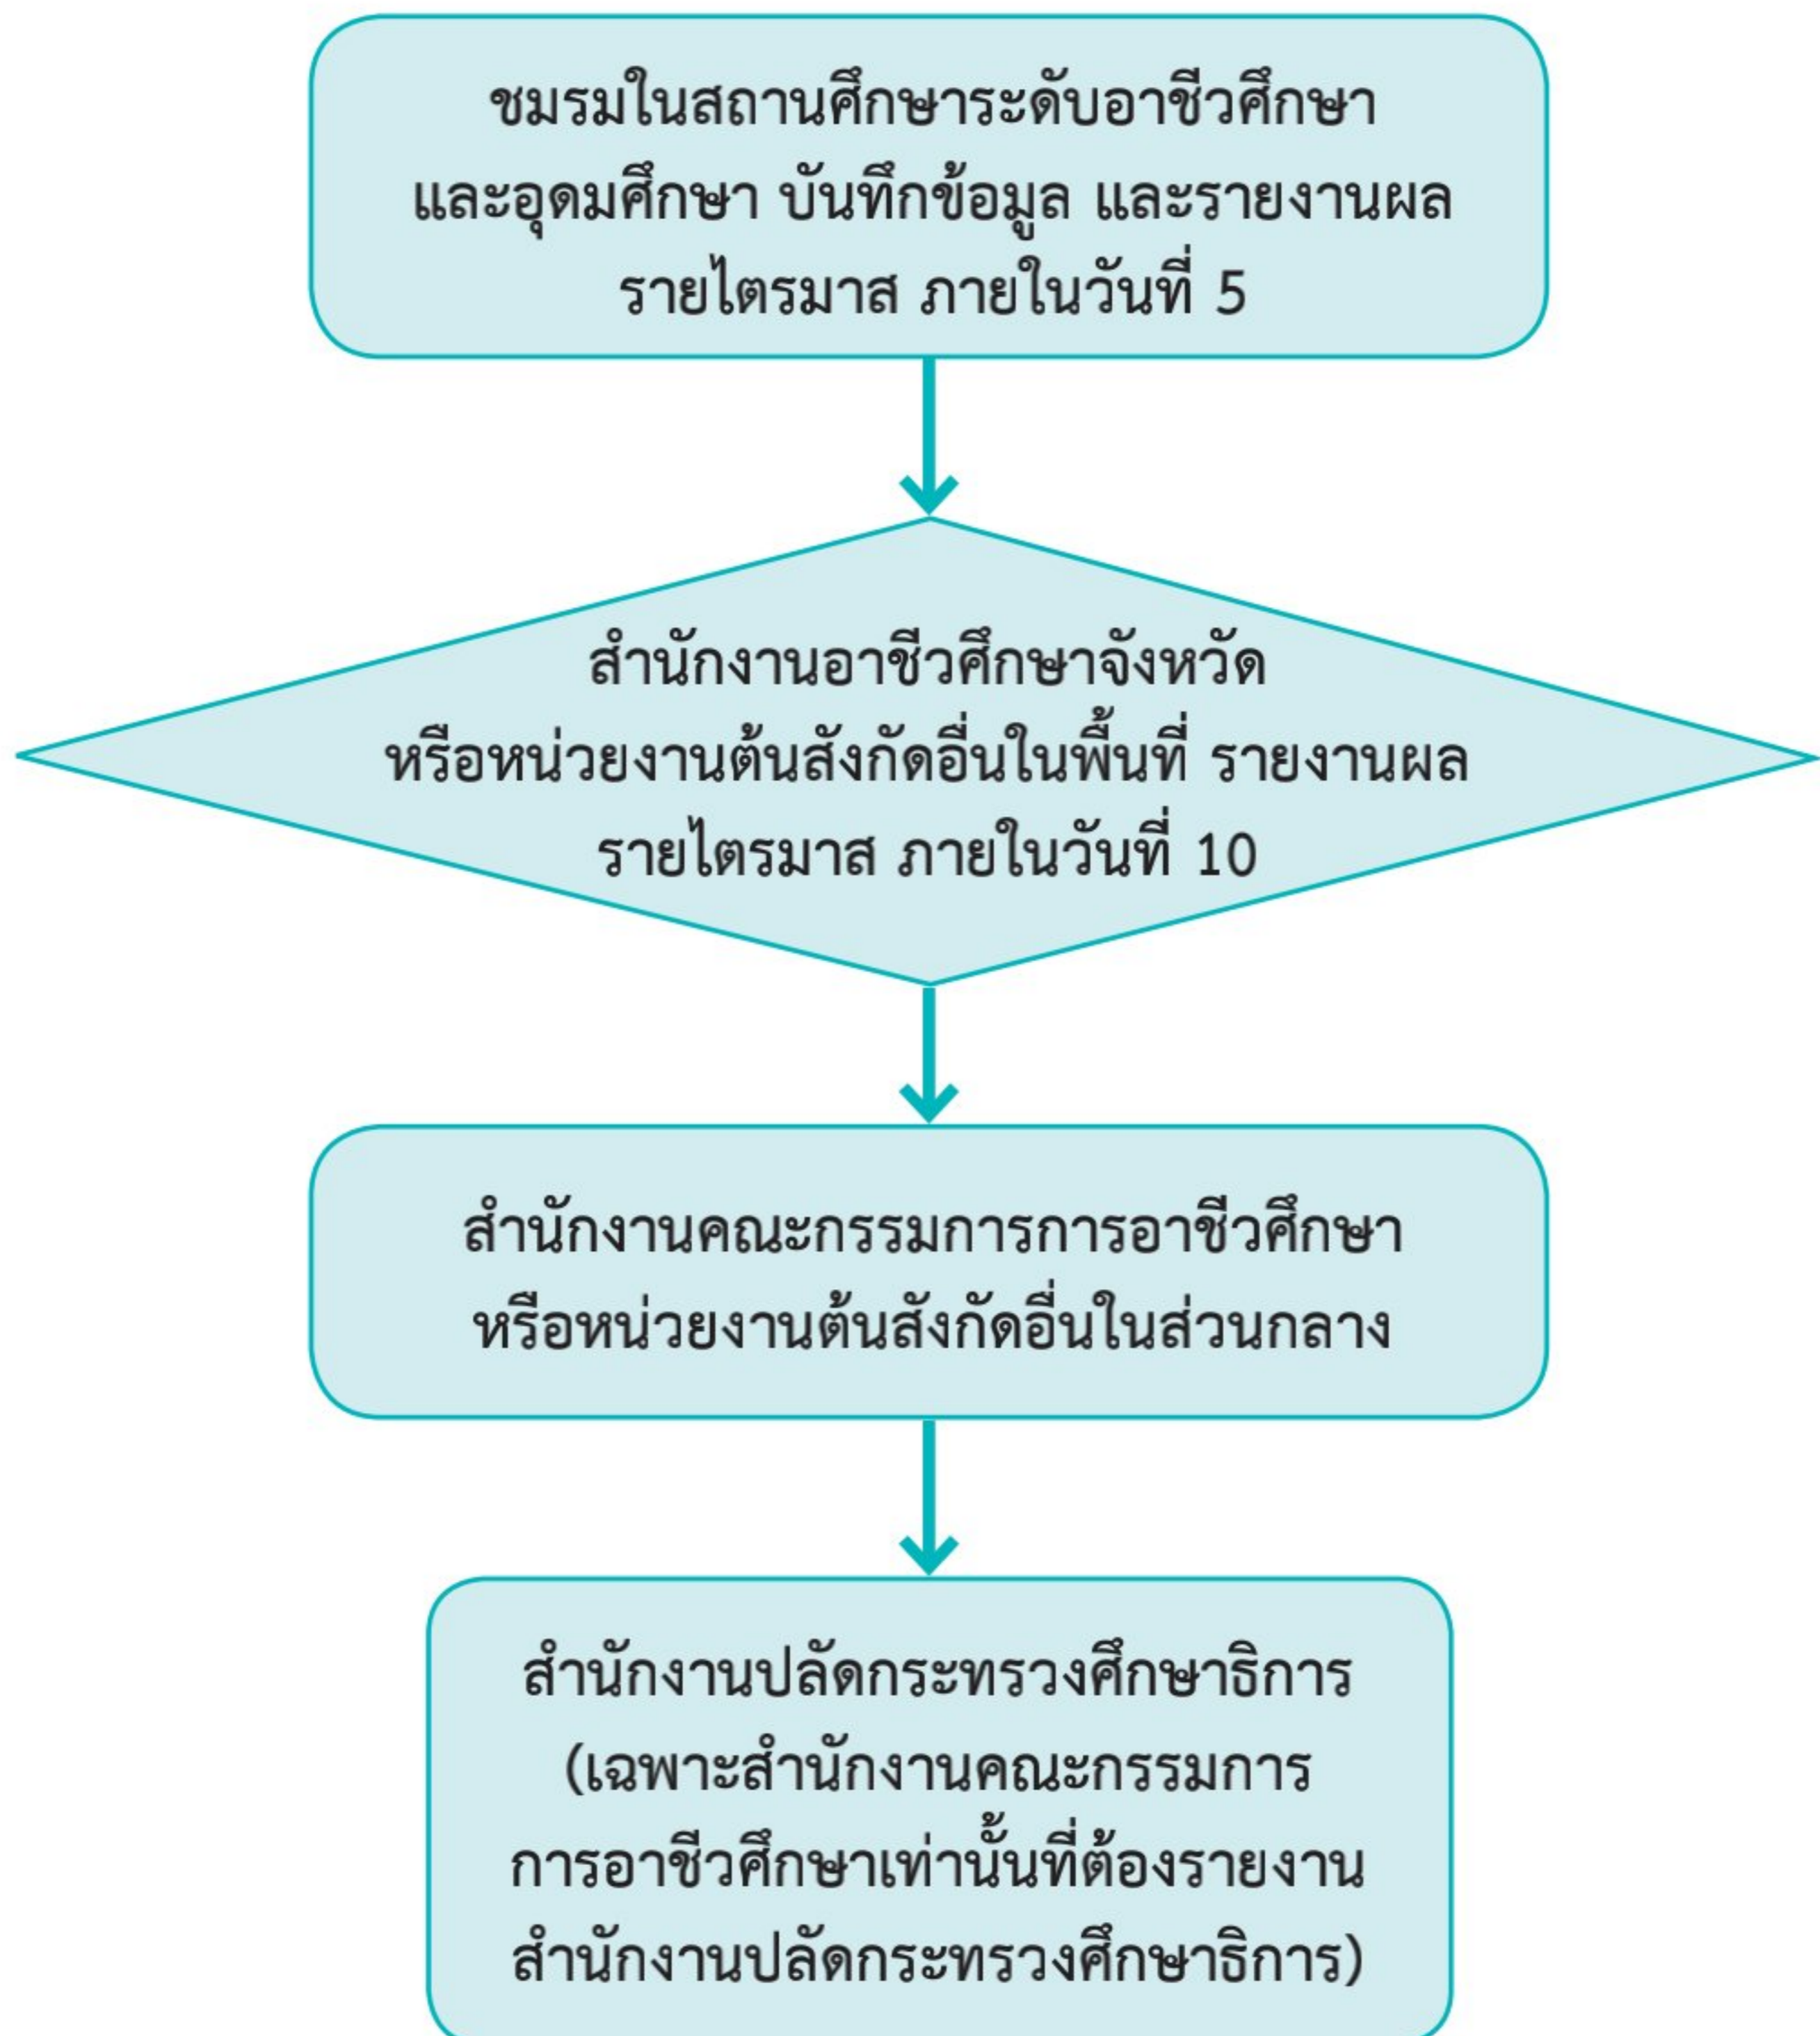 ชมรมในสถานศึกษาระดับอาชีวศึกษา
และอุดมศึกษา บันทึกข้อมูล และรายงานผล
รายไตรมาส ภายในวันที่ 5
สำนักงานอาชีวศึกษาจังหวัด
หรือหน่วยงานต้นสังกัดอื่นในพื้นที่ รายงานผล
รายไตรมาส ภายในวันที่ 10
สำนักงานคณะกรรมการการอาชีวศึกษา
หรือหน่วยงานต้นสังกัดอื่นในส่วนกลาง
สำนักงานปลัดกระทรวงศึกษาธิการ
(เฉพาะสำนักงานคณะกรรมการ
การอาชีวศึกษาเท่านั้นที่ต้องรายงาน
สำนักงานปลัดกระทรวงศึกษาธิการ)